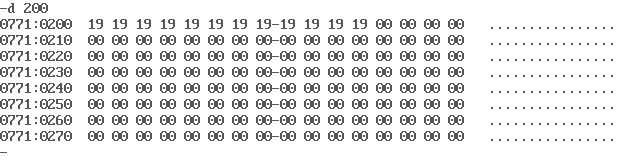 -d 200
0771:0200  19 19 19 19 19 19 19 19-19 19 19 19 00 00 00 00   ................
0771:0210  00 00 00 00 00 00 00 00-00 00 00 00 00 00 00 00   ................
0771:0220  00 00 00 00 00 00 00 00-00 00 00 00 00 00 00 00   ................
0771:0230  00 00 00 00 00 00 00 00-00 00 00 00 00 00 00 00   ................
0771:0240  00 00 00 00 00 00 00 00-00 00 00 00 00 00 00 00   ................
0771:0250  00 00 00 00 00 00 00 00-00 00 00 00 00 00 00 00   ................
0771:0260  00 00 00 00 00 00 00 00-00 00 00 00 00 00 00 00   ................
0771:0270  00 00 00 00 00 00 00 00-00 00 00 00 00 00 00 00   ................
-